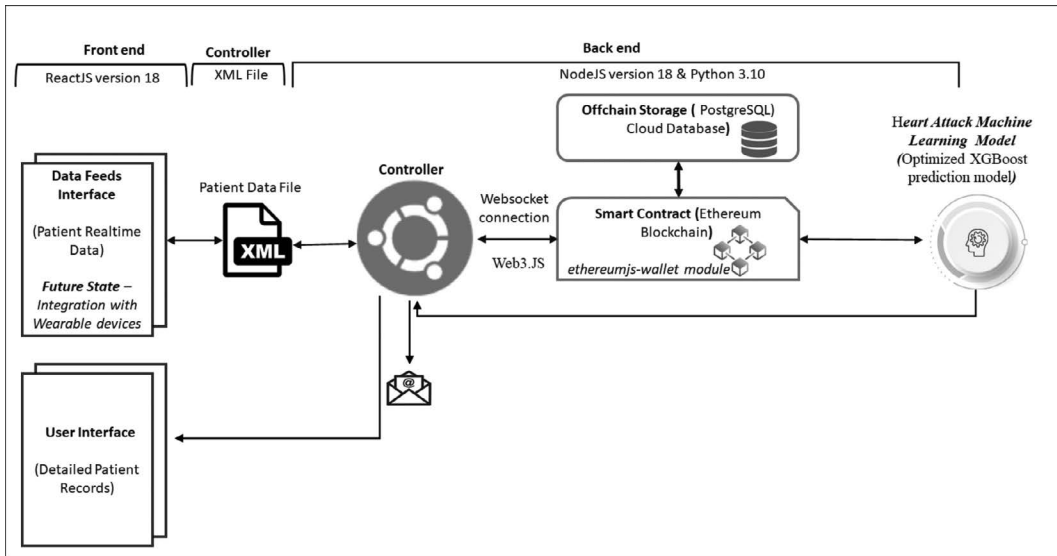 Front end
Controller
Back end
ReactJS version 18
XML File
NodeJS version 18 & Python 3.10
Offchain Storage ( PostgreSQL)
Cloud Database)
Heart Attack Machine
Learning Model
(Optimized XGBoost
prediction model)
Data Feeds
Interface
(Patient Realtime
Data)
Future State –
Integration with
Wearable devices
Patient Data File
XML
Controller
Websocket
connection
Web3.JS
Smart Contract (Ethereum
Blockchain)
ethereumjs-wallet module
@
User Interface
(Detailed Patient
Records)